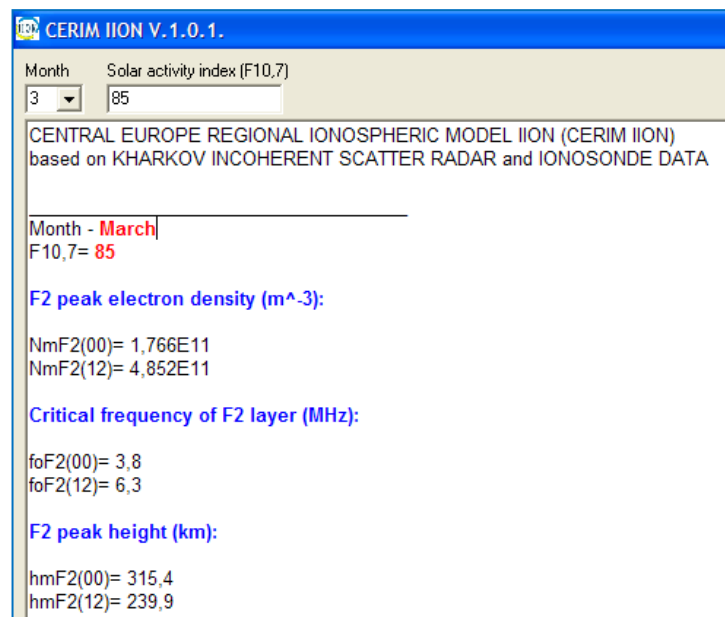 CERIM IION V.1.0.1.
Month Solar activity index (F10,7)
3 85
CENTRAL EUROPE REGIONAL IONOSPHERIC MODEL IION (CERIM IION)
based on KHARKOV INCOHERENT SCATTER RADAR and IONOSONDE DATA
Month - March
F10,7= 85
F2 peak electron density (m^-3):
NmF2(00)= 1,766E11
NmF2(12)= 4,852E11
Critical frequency of F2 layer (MHz):
foF2(00)= 3,8
foF2(12)= 6,3
F2 peak height (km):
hmF2(00)= 315,4
hmF2(12)= 239,9